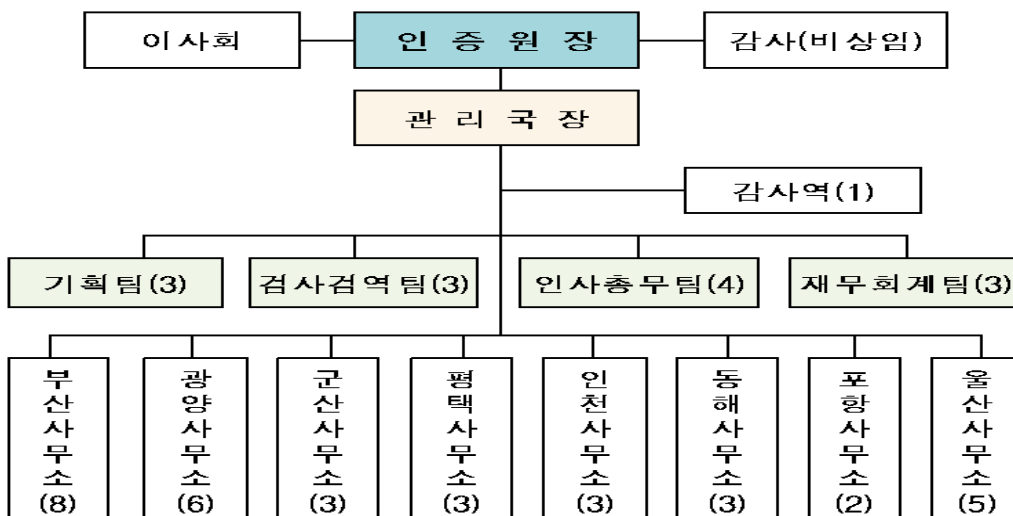 이사회
인 증 원 장
감사(비상임)
관 리 국 장
감사역(1)
기획팀(3)
검사검역팀(3)
인사총무팀(4)
재무회계팀(3)
부산사무소(8)
광양사무소(6)
군산사무소(3)
평택사무소(3)
인천사무소(3)
동해사무소(3)
포항사무소(2)
울산사무소(5)